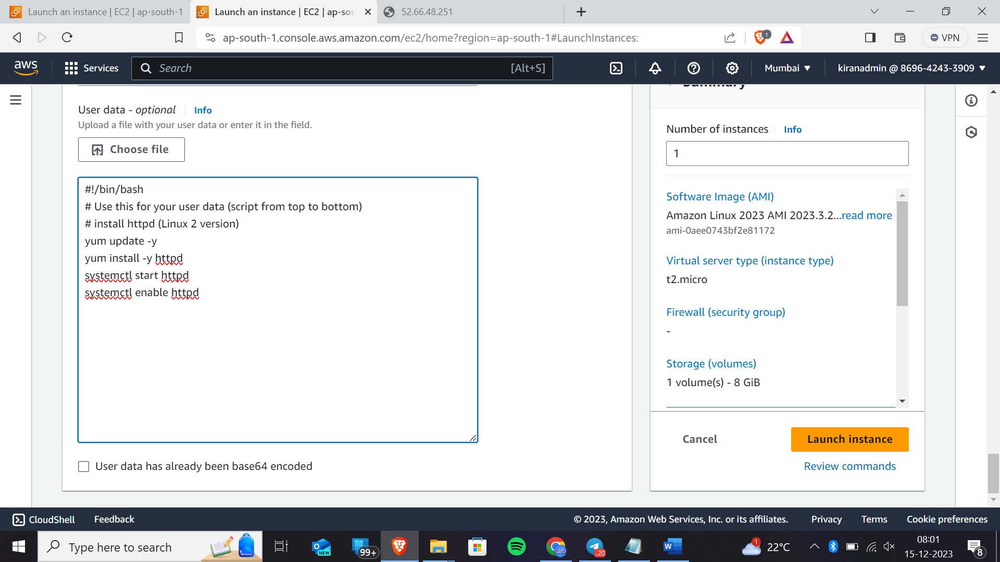 Launch an instance | EC2 | ap-south-1
Launch an instance | EC2 | ap-sou
52.66.48.251
ap-south-1.console.aws.amazon.com/ec2/home?region=ap-south-1#LaunchInstances:
1
VPN
aws
Services
Search
[Alt+S]
Mumbai ▼
kiranadmin @ 8696-4243-3909 ▼
Summary
User data - optional
Info
Upload a file with your user data or enter it in the field.
Choose file
#!/bin/bash
# Use this for your user data (script from top to bottom)
# install httpd (Linux 2 version)
yum update -y
yum install -y httpd
systemctl start httpd
systemctl enable httpd
User data has already been base64 encoded
Number of instances
Info
1
Software Image (AMI)
Amazon Linux 2023 AMI 2023.3.2...read more
ami-0aee0743bf2e81172
Virtual server type (instance type)
t2.micro
Firewall (security group)
-
Storage (volumes)
1 volume(s) - 8 GiB
Cancel
Launch instance
Review commands
CloudShell
Feedback
© 2023, Amazon Web Services, Inc. or its affiliates.
Privacy
Terms
Cookie preferences
Type here to search
NEW
99+
..20
W
1
22°C
08:01
15-12-2023
8